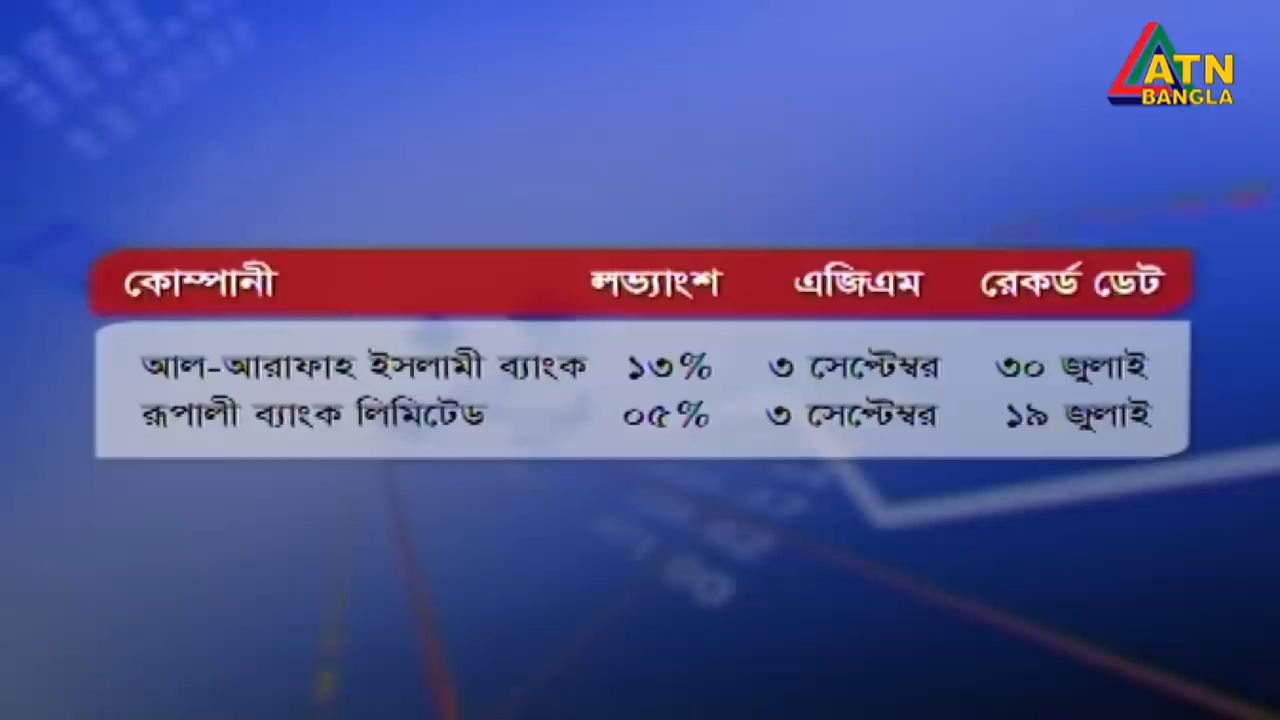 ATN
BANGLA
কোম্পানী লভ্যাংশ এজিএম রেকর্ড ডেট
আল-আরাফাহ ইসলামী ব্যাংক ১৩% ৩ সেপ্টেম্বর ৩০ জুলাই
রূপালী ব্যাংক লিমিটেড ০৫% ৩ সেপ্টেম্বর ১৯ জুলাই